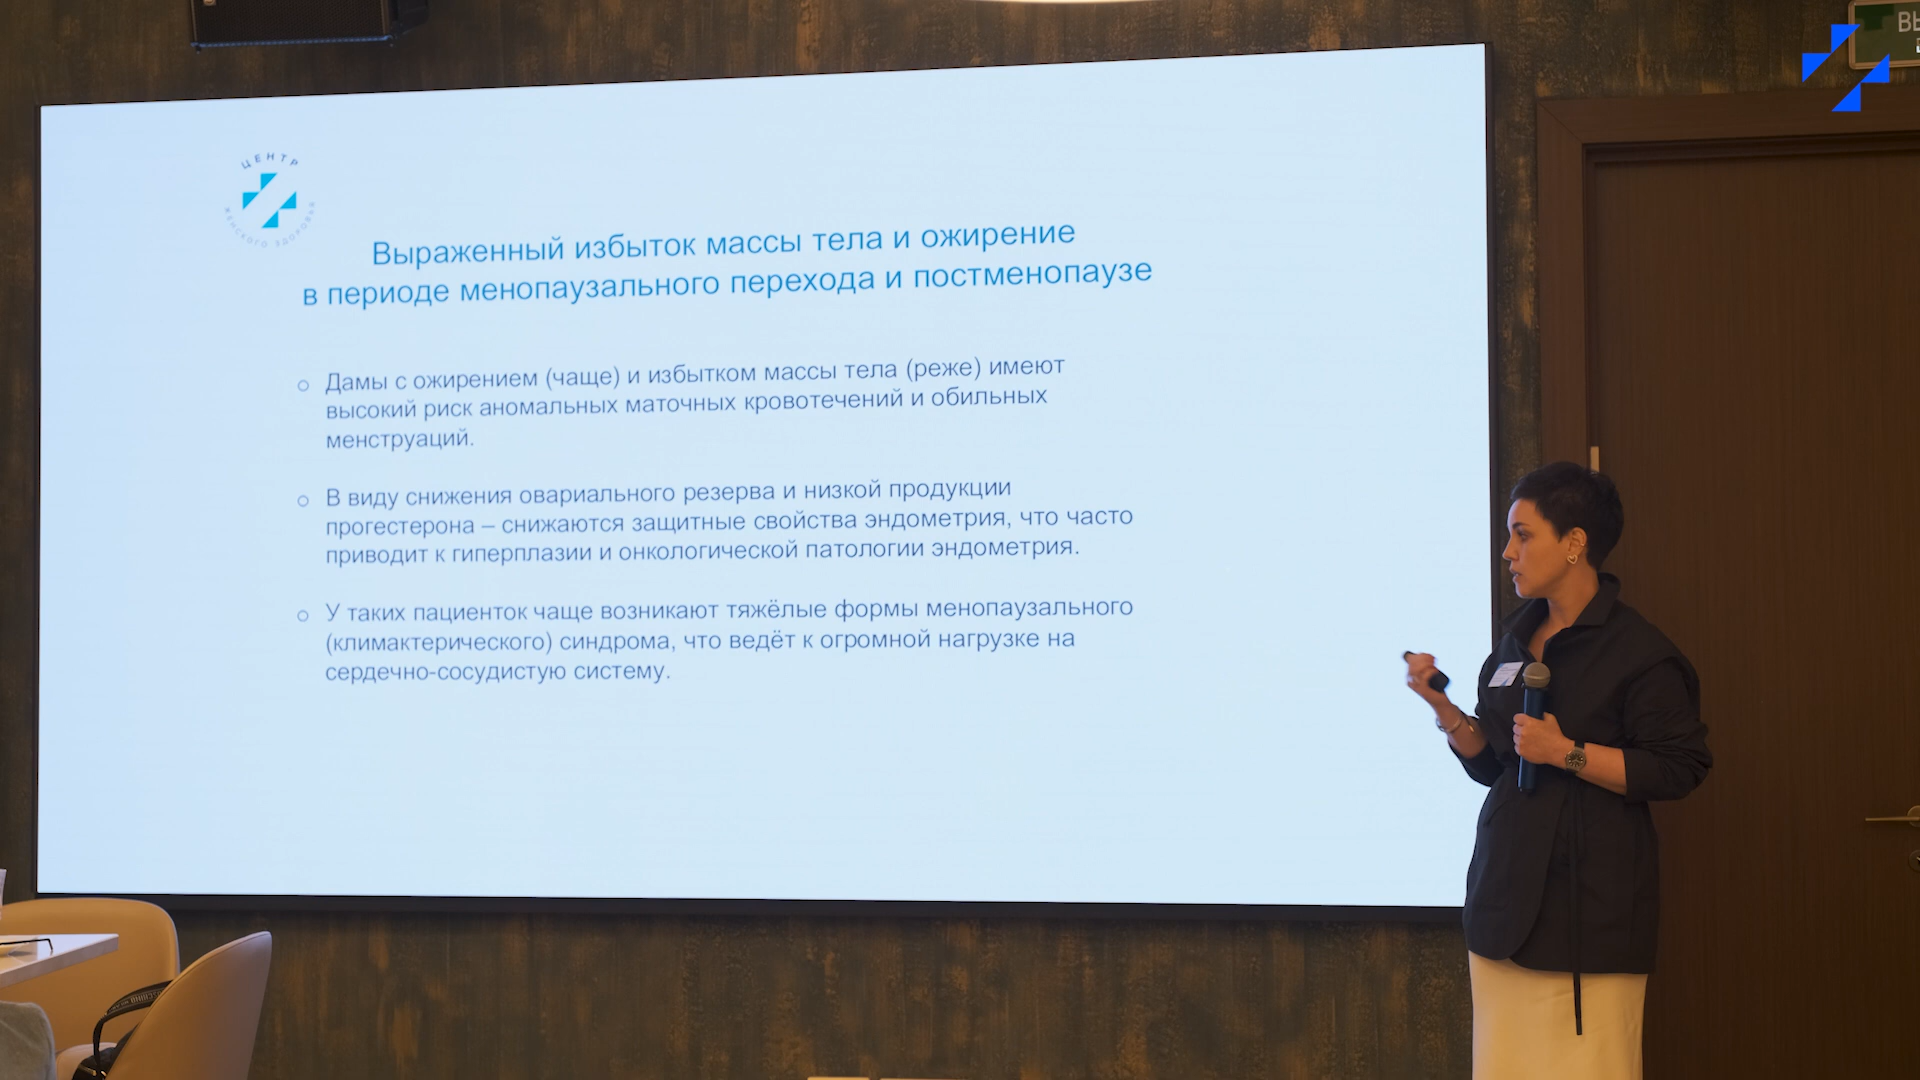 ВЫ
ЦЕНТР
ЖЕНСКОГО ЗДОРОВЬЯ
Выраженный избыток массы тела и ожирение
в периоде менопаузального перехода и постменопаузе
○ Дамы с ожирением (чаще) и избытком массы тела (реже) имеют
высокий риск аномальных маточных кровотечений и обильных
менструаций.
○ В виду снижения овариального резерва и низкой продукции
прогестерона – снижаются защитные свойства эндометрия, что часто
приводит к гиперплазии и онкологической патологии эндометрия.
○ У таких пациенток чаще возникают тяжёлые формы менопаузального
(климактерического) синдрома, что ведёт к огромной нагрузке на
сердечно-сосудистую систему.